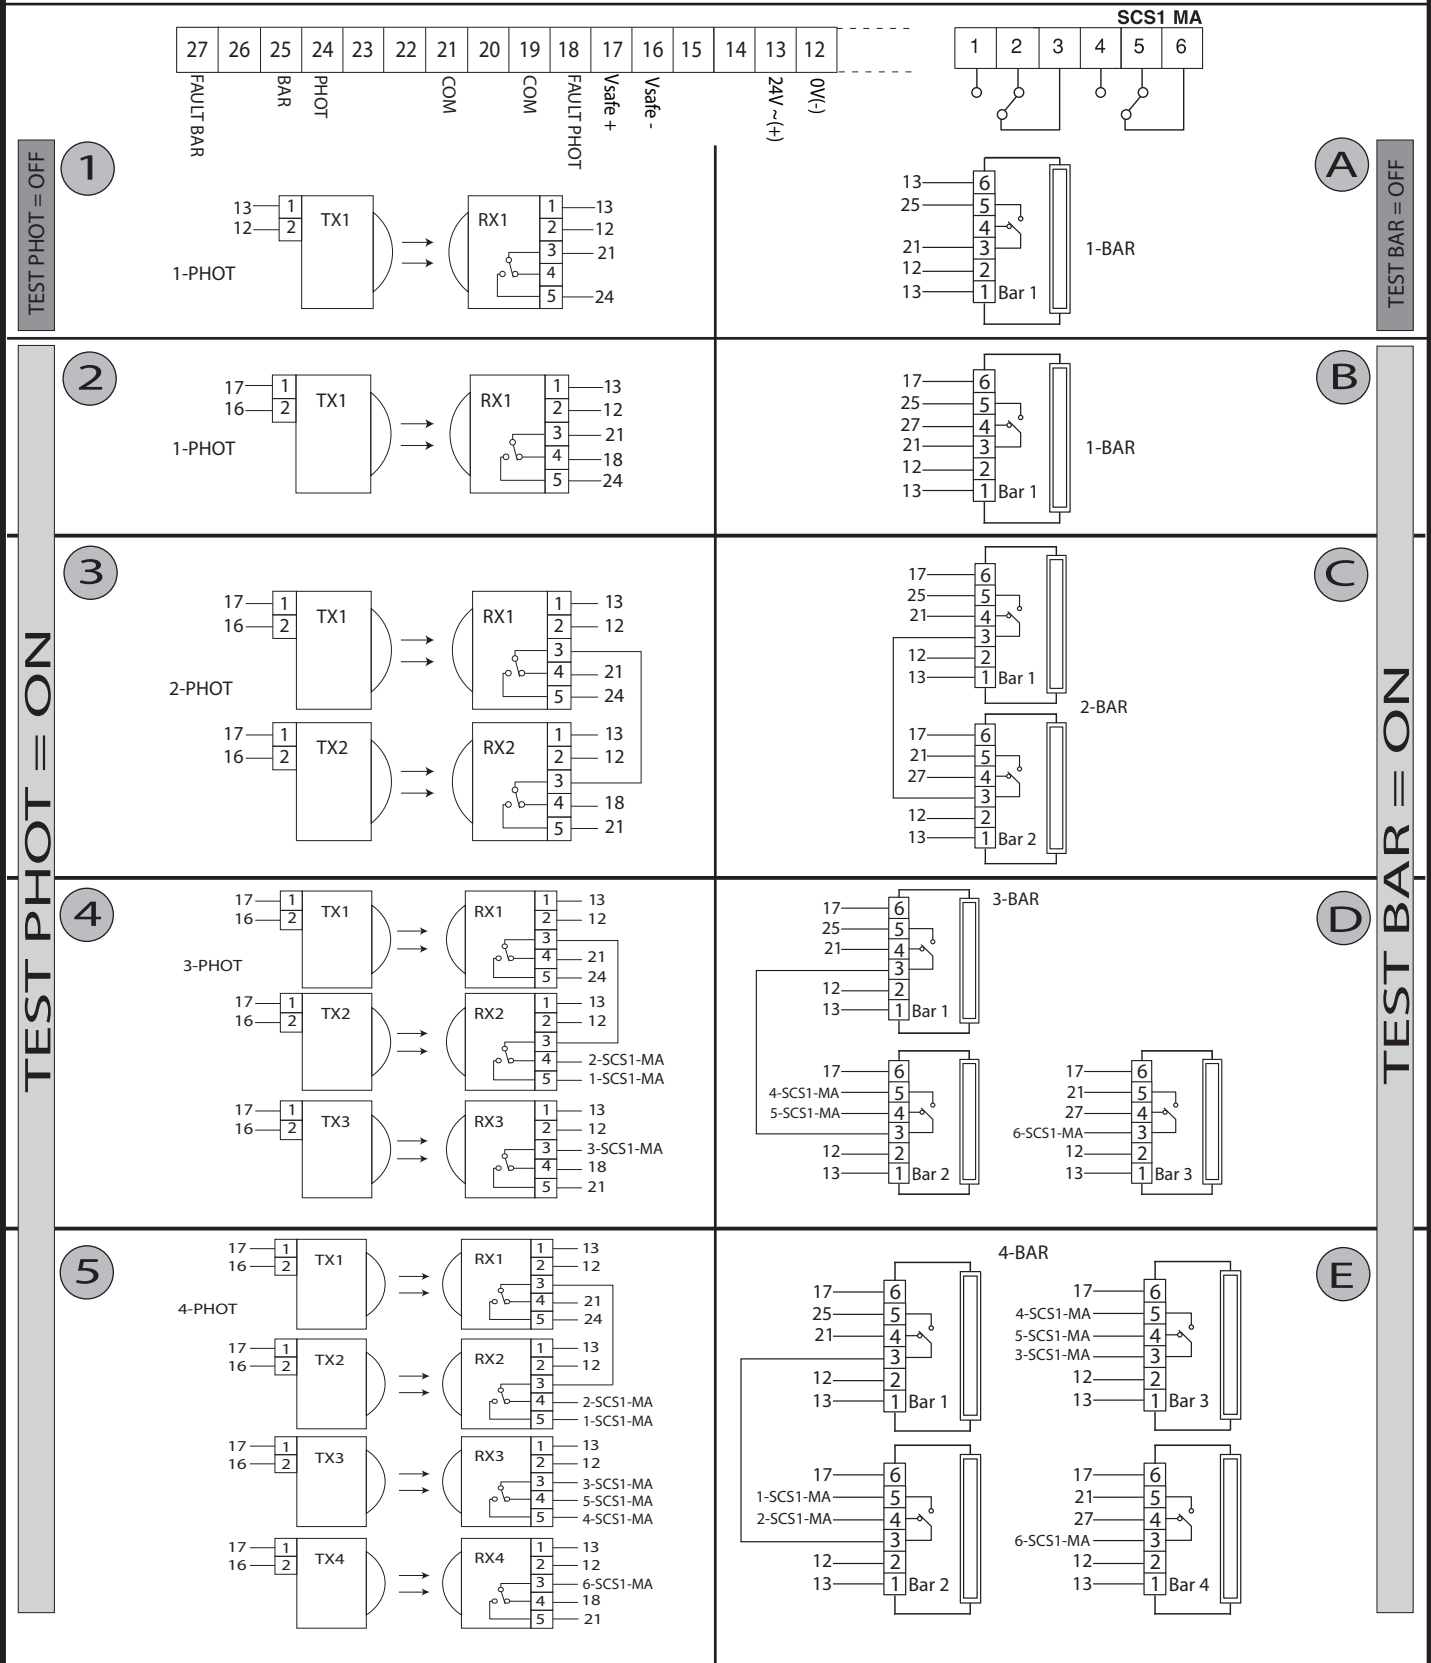 SCS1 MA
27 26 25 24 23 22 21 20 19 18 17 16 15 14 13 12
1 2 3 4 5 6
FAULT BAR
BAR
PHOT
COM
COM
FAULT PHOT
Vsafe +
Vsafe -
24V ~(+)
0V(-)
TEST PHOT = OFF
1
13 1 TX1
12 2
1-PHOT
RX1 1 13
2 12
3 21
4
5 24
A
TEST BAR = OFF
13 6
25 5
4
21 3
12 2
13 1 Bar 1
1-BAR
TEST PHOT = ON
2
17 1 TX1
16 2
1-PHOT
RX1 1 13
2 12
3 21
4 18
5 24
B
TEST BAR = ON
17 6
25 5
27 4
21 3
12 2
13 1 Bar 1
1-BAR
3
17 1 TX1
16 2
RX1 1 13
2 12
3
4 21
5 24
2-PHOT
17 1 TX2
16 2
RX2 1 13
2 12
3
4 18
5 21
C
17 6
25 5
21 4
3
12 2
13 1 Bar 1
2-BAR
17 6
21 5
27 4
3
12 2
13 1 Bar 2
4
17 1 TX1
16 2
RX1 1 13
2 12
3
4 21
5 24
3-PHOT
17 1 TX2
16 2
RX2 1 13
2 12
3
4 2-SCS1-MA
5 1-SCS1-MA
17 1 TX3
16 2
RX3 1 13
2 12
3 3-SCS1-MA
4 18
5 21
D
3-BAR
17 6
25 5
21 4
3
12 2
13 1 Bar 1
17 6
4-SCS1-MA 5
5-SCS1-MA 4
3
12 2
13 1 Bar 2
17 6
21 5
27 4
6-SCS1-MA 3
12 2
13 1 Bar 3
5
17 1 TX1
16 2
RX1 1 13
2 12
3
4 21
5 24
4-PHOT
17 1 TX2
16 2
RX2 1 13
2 12
3
4 2-SCS1-MA
5 1-SCS1-MA
17 1 TX3
16 2
RX3 1 13
2 12
3 3-SCS1-MA
4 5-SCS1-MA
5 4-SCS1-MA
17 1 TX4
16 2
RX4 1 13
2 12
3 6-SCS1-MA
4 18
5 21
E
4-BAR
17 6
25 5
21 4
3
12 2
13 1 Bar 1
17 6
4-SCS1-MA 5
5-SCS1-MA 4
3-SCS1-MA 3
12 2
13 1 Bar 3
17 6
1-SCS1-MA 5
2-SCS1-MA 4
3
12 2
13 1 Bar 2
17 6
21 5
27 4
6-SCS1-MA 3
12 2
13 1 Bar 4